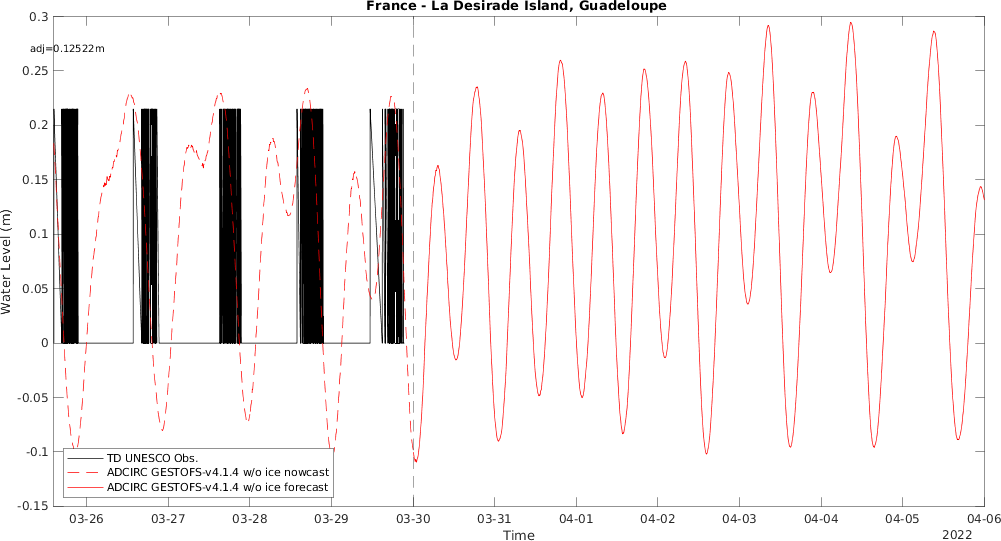 France - La Desirade Island, Guadeloupe
adj=0.12522m
0.3
0.25
0.2
0.15
0.1
0.05
0
-0.05
-0.1
-0.15
Water Level (m)
TD UNESCO Obs.
ADCIRC GESTOFS-v4.1.4 w/o ice nowcast
ADCIRC GESTOFS-v4.1.4 w/o ice forecast
03-26 03-27 03-28 03-29 03-30 03-31 04-01 04-02 04-03 04-04 04-05 04-06
Time
2022